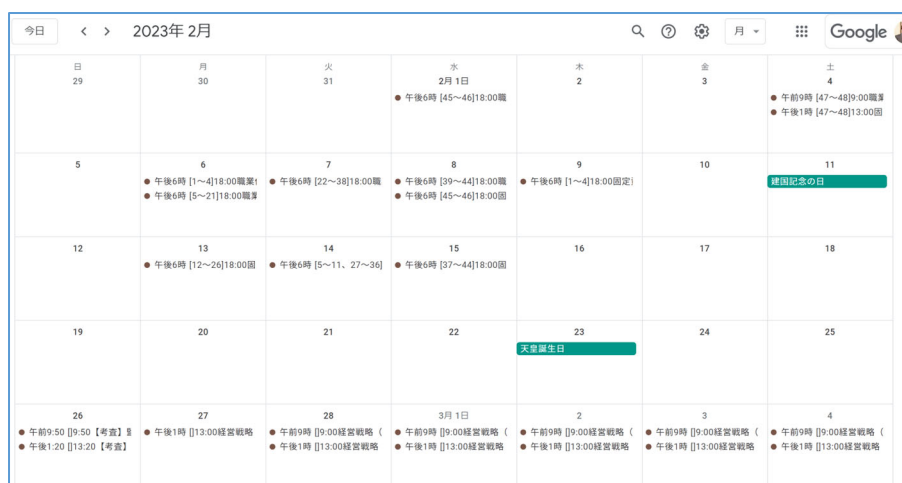 今日
2023年 2月
月
Google
日 月 火 水 木 金 土
29 30 31 2月 1日 2 3 4
午後6時 [45～46]18:00職
午前9時 [47～48]9:00職業
午後1時 [47～48]13:00固
5 6 7 8 9 10 11
午後6時 [1～4]18:00職業
午後6時 [5～21]18:00職業
午後6時 [22～38]18:00職
午後6時 [39～44]18:00職
午後6時 [45～46]18:00固
午後6時 [1～4]18:00固定
建国記念の日
12 13 14 15 16 17 18
午後6時 [12～26]18:00固
午後6時 [5～11、27～36]
午後6時 [37～44]18:00固
19 20 21 22 23 24 25
天皇誕生日
26 27 28 3月 1日 2 3 4
午前9:50 []9:50【考査】
午後1:20 []13:20【考査】
午後1時 []13:00経営戦略
午前9時 []9:00経営戦略（
午後1時 []13:00経営戦略
午前9時 []9:00経営戦略（
午後1時 []13:00経営戦略
午前9時 []9:00経営戦略（
午後1時 []13:00経営戦略
午前9時 []9:00経営戦略（
午後1時 []13:00経営戦略
午前9時 []9:00経営戦略（
午後1時 []13:00経営戦略